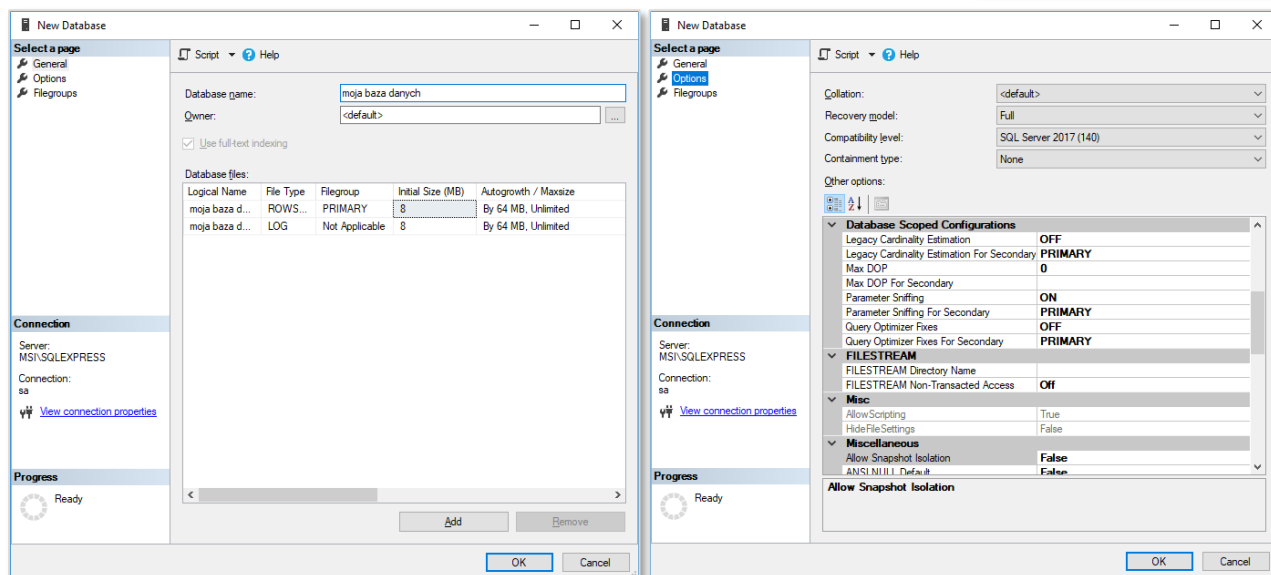 New Database
Select a page
General
Options
Filegroups
Script Help
Database name: moja baza danych
Owner: <default> ...
Use full-text indexing
Database files:
Logical Name File Type Filegroup Initial Size (MB) Autogrowth / Maxsize
moja baza d... ROWS... PRIMARY 8 By 64 MB, Unlimited
moja baza d... LOG Not Applicable 8 By 64 MB, Unlimited
Connection
Server:
MSI\SQLEXPRESS
Connection:
sa
View connection properties
Progress
Ready
Add Remove
OK Cancel
New Database
Select a page
General
Options
Filegroups
Script Help
Collation: <default>
Recovery model: Full
Compatibility level: SQL Server 2017 (140)
Containment type: None
Other options:
Database Scoped Configurations
Legacy Cardinality Estimation OFF
Legacy Cardinality Estimation For Secondary PRIMARY
Max DOP 0
Max DOP For Secondary
Parameter Sniffing ON
Parameter Sniffing For Secondary PRIMARY
Query Optimizer Fixes OFF
Query Optimizer Fixes For Secondary PRIMARY
FILESTREAM
FILESTREAM Directory Name
FILESTREAM Non-Transacted Access Off
Misc
AllowScripting True
HideFileSettings False
Miscellaneous
Allow Snapshot Isolation False
ANSI NULL Default False
Allow Snapshot Isolation
Connection
Server:
MSI\SQLEXPRESS
Connection:
sa
View connection properties
Progress
Ready
OK Cancel